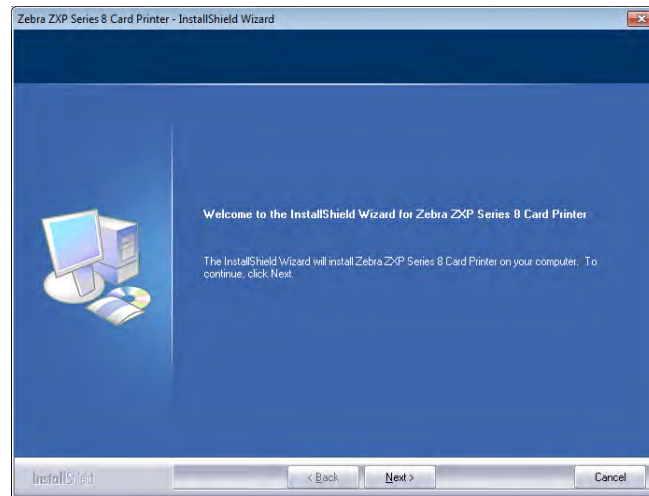 Zebra ZXP Series 8 Card Printer - InstallShield Wizard
Welcome to the InstallShield Wizard for Zebra ZXP Series 8 Card Printer
The InstallShield Wizard will install Zebra ZXP Series 8 Card Printer on your computer. To
continue, click Next.
InstallShield
< Back
Next >
Cancel